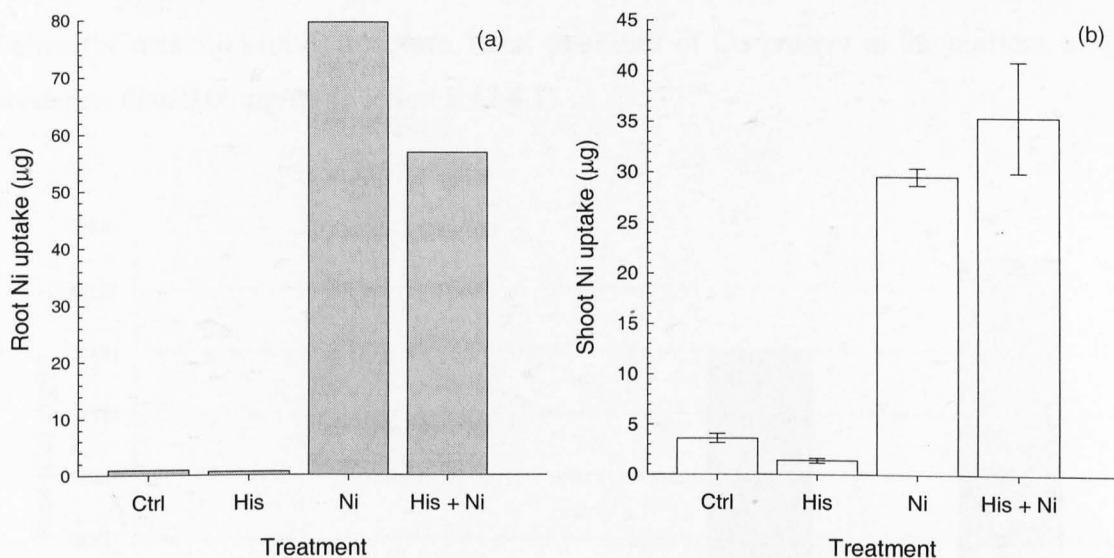 (a)
Root Ni uptake (µg)
80
70
60
50
40
30
20
10
0
Ctrl His Ni His + Ni
Treatment
(b)
Shoot Ni uptake (µg)
45
40
35
30
25
20
15
10
5
0
Ctrl His Ni His + Ni
Treatment